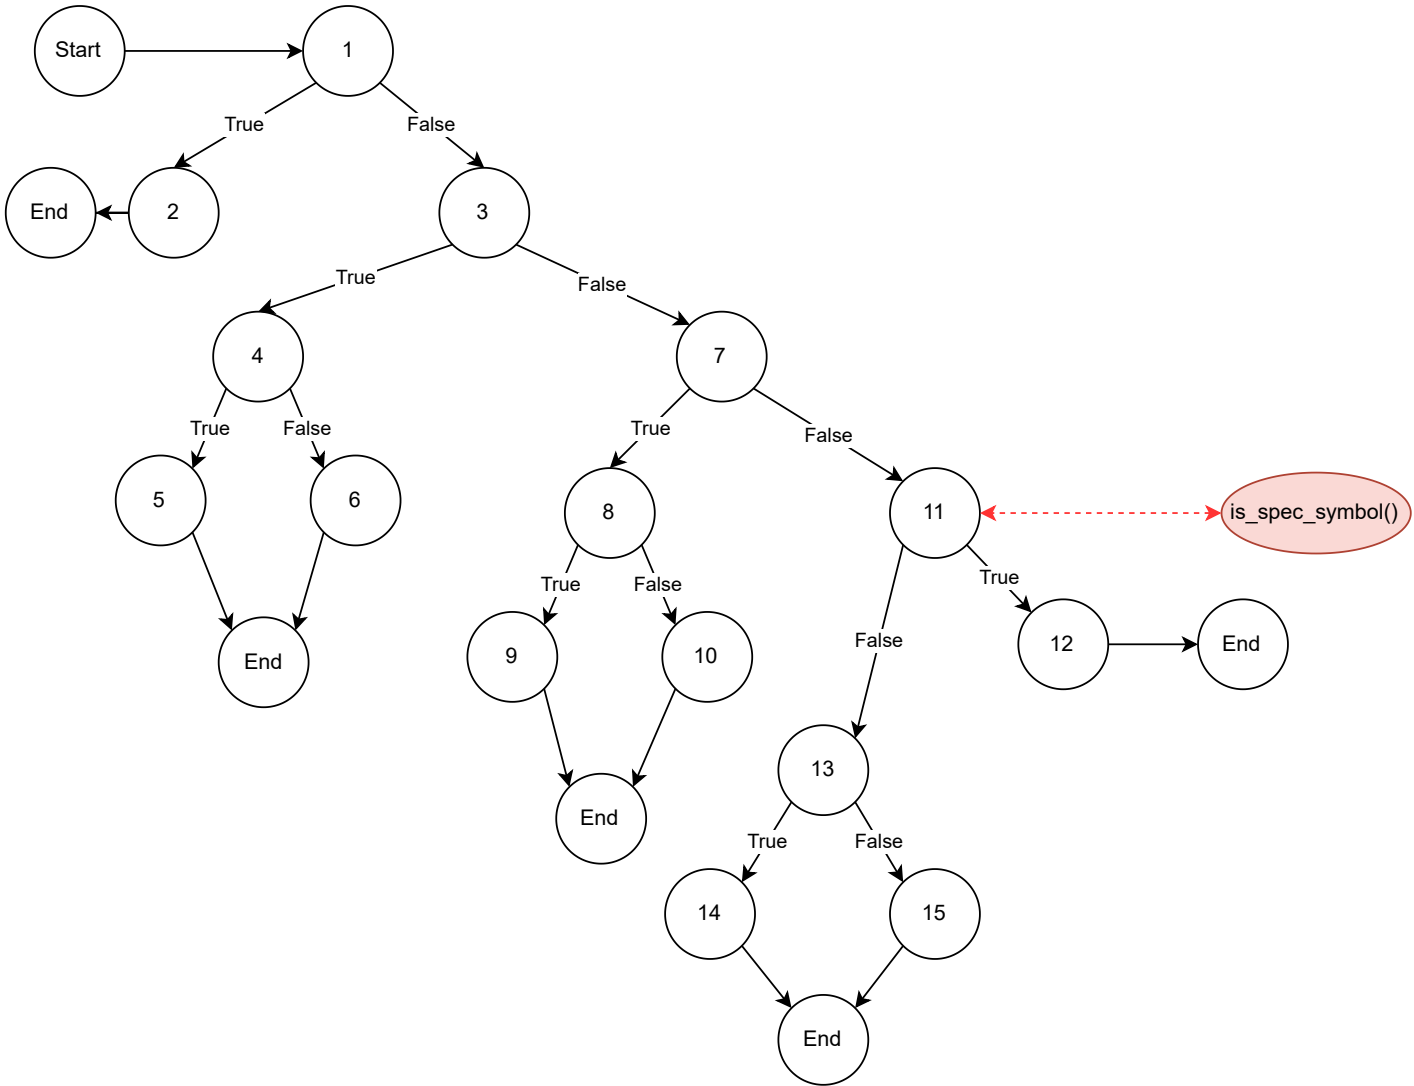 Start
1
True
False
End
2
3
True
False
4
7
True
False
True
False
5
6
8
11
is_spec_symbol()
True
False
True
End
False
9
10
12
End
End
13
True
False
14
15
End